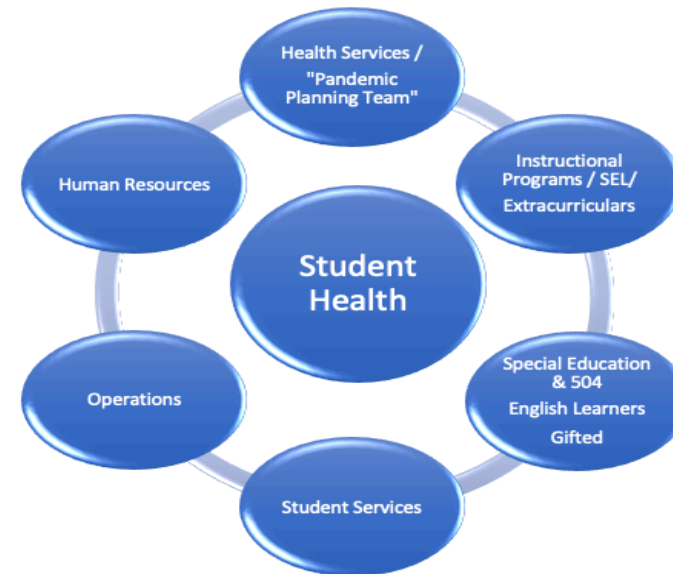 Health Services /
"Pandemic
Planning Team"
Instructional
Programs / SEL/
Extracurriculars
Special Education
& 504
English Learners
Gifted
Student Services
Operations
Human Resources
Student
Health